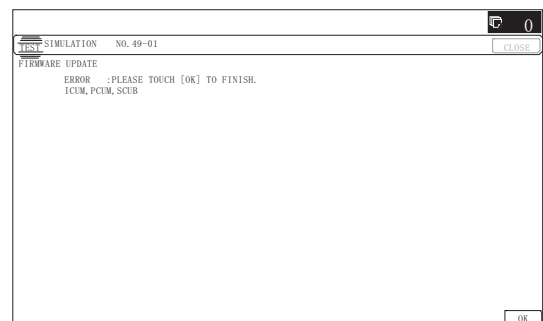 0
TEST SIMULATION NO. 49-01
CLOSE
FIRMWARE UPDATE
ERROR :PLEASE TOUCH [OK] TO FINISH.
ICUM, PCUM, SCUB
OK